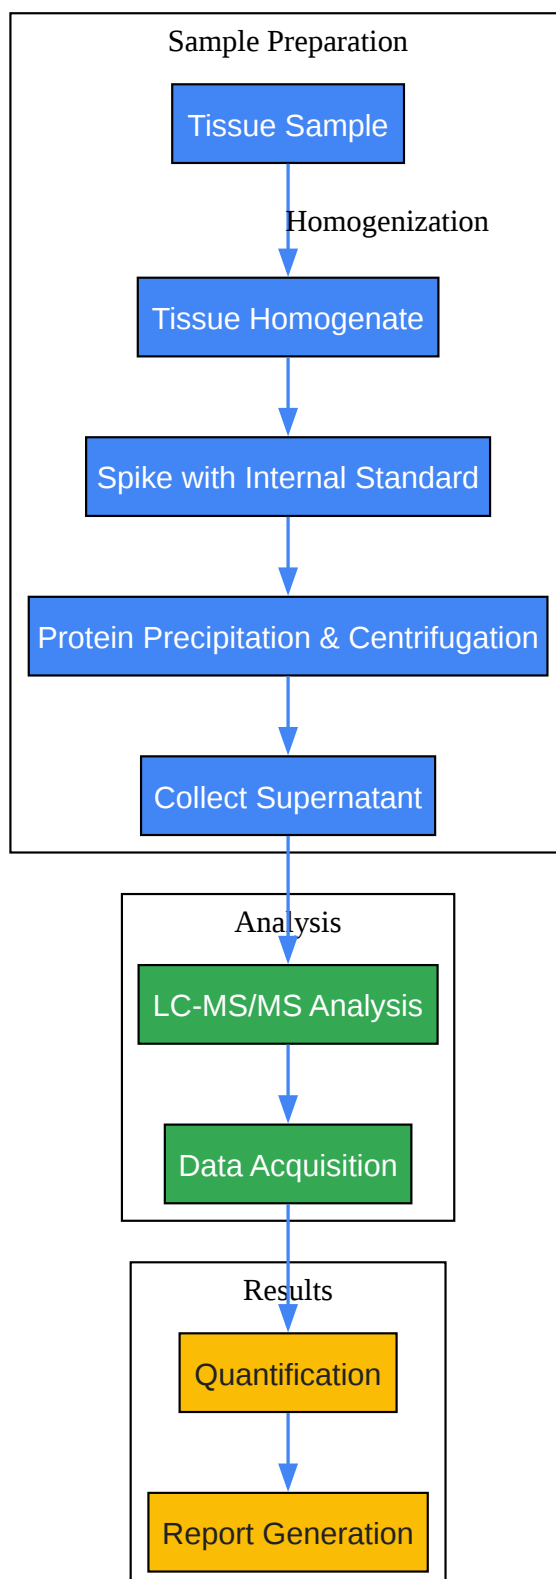 Sample Preparation
Tissue Sample
Homogenization
Tissue Homogenate
Spike with Internal Standard
Protein Precipitation & Centrifugation
Collect Supernatant
Analysis
LC-MS/MS Analysis
Data Acquisition
Results
Quantification
Report Generation